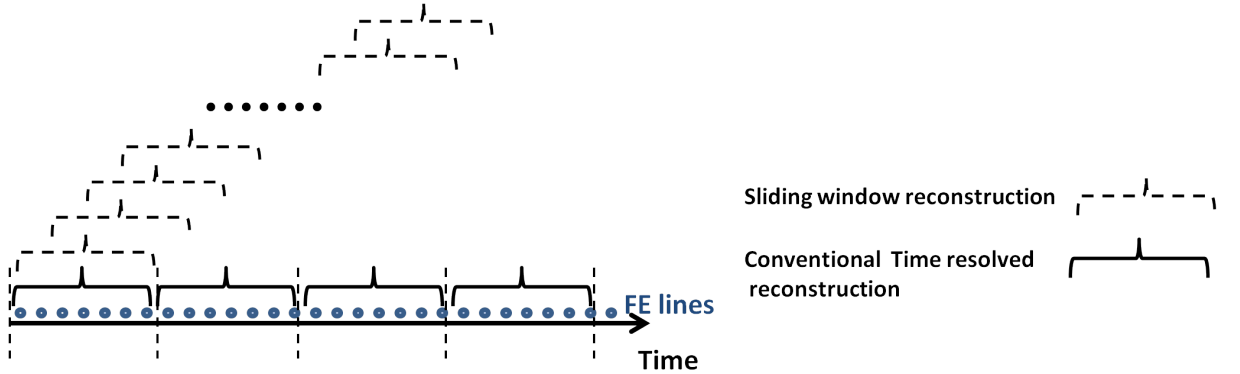 Sliding window reconstruction
Conventional Time resolved
reconstruction
FE lines
Time